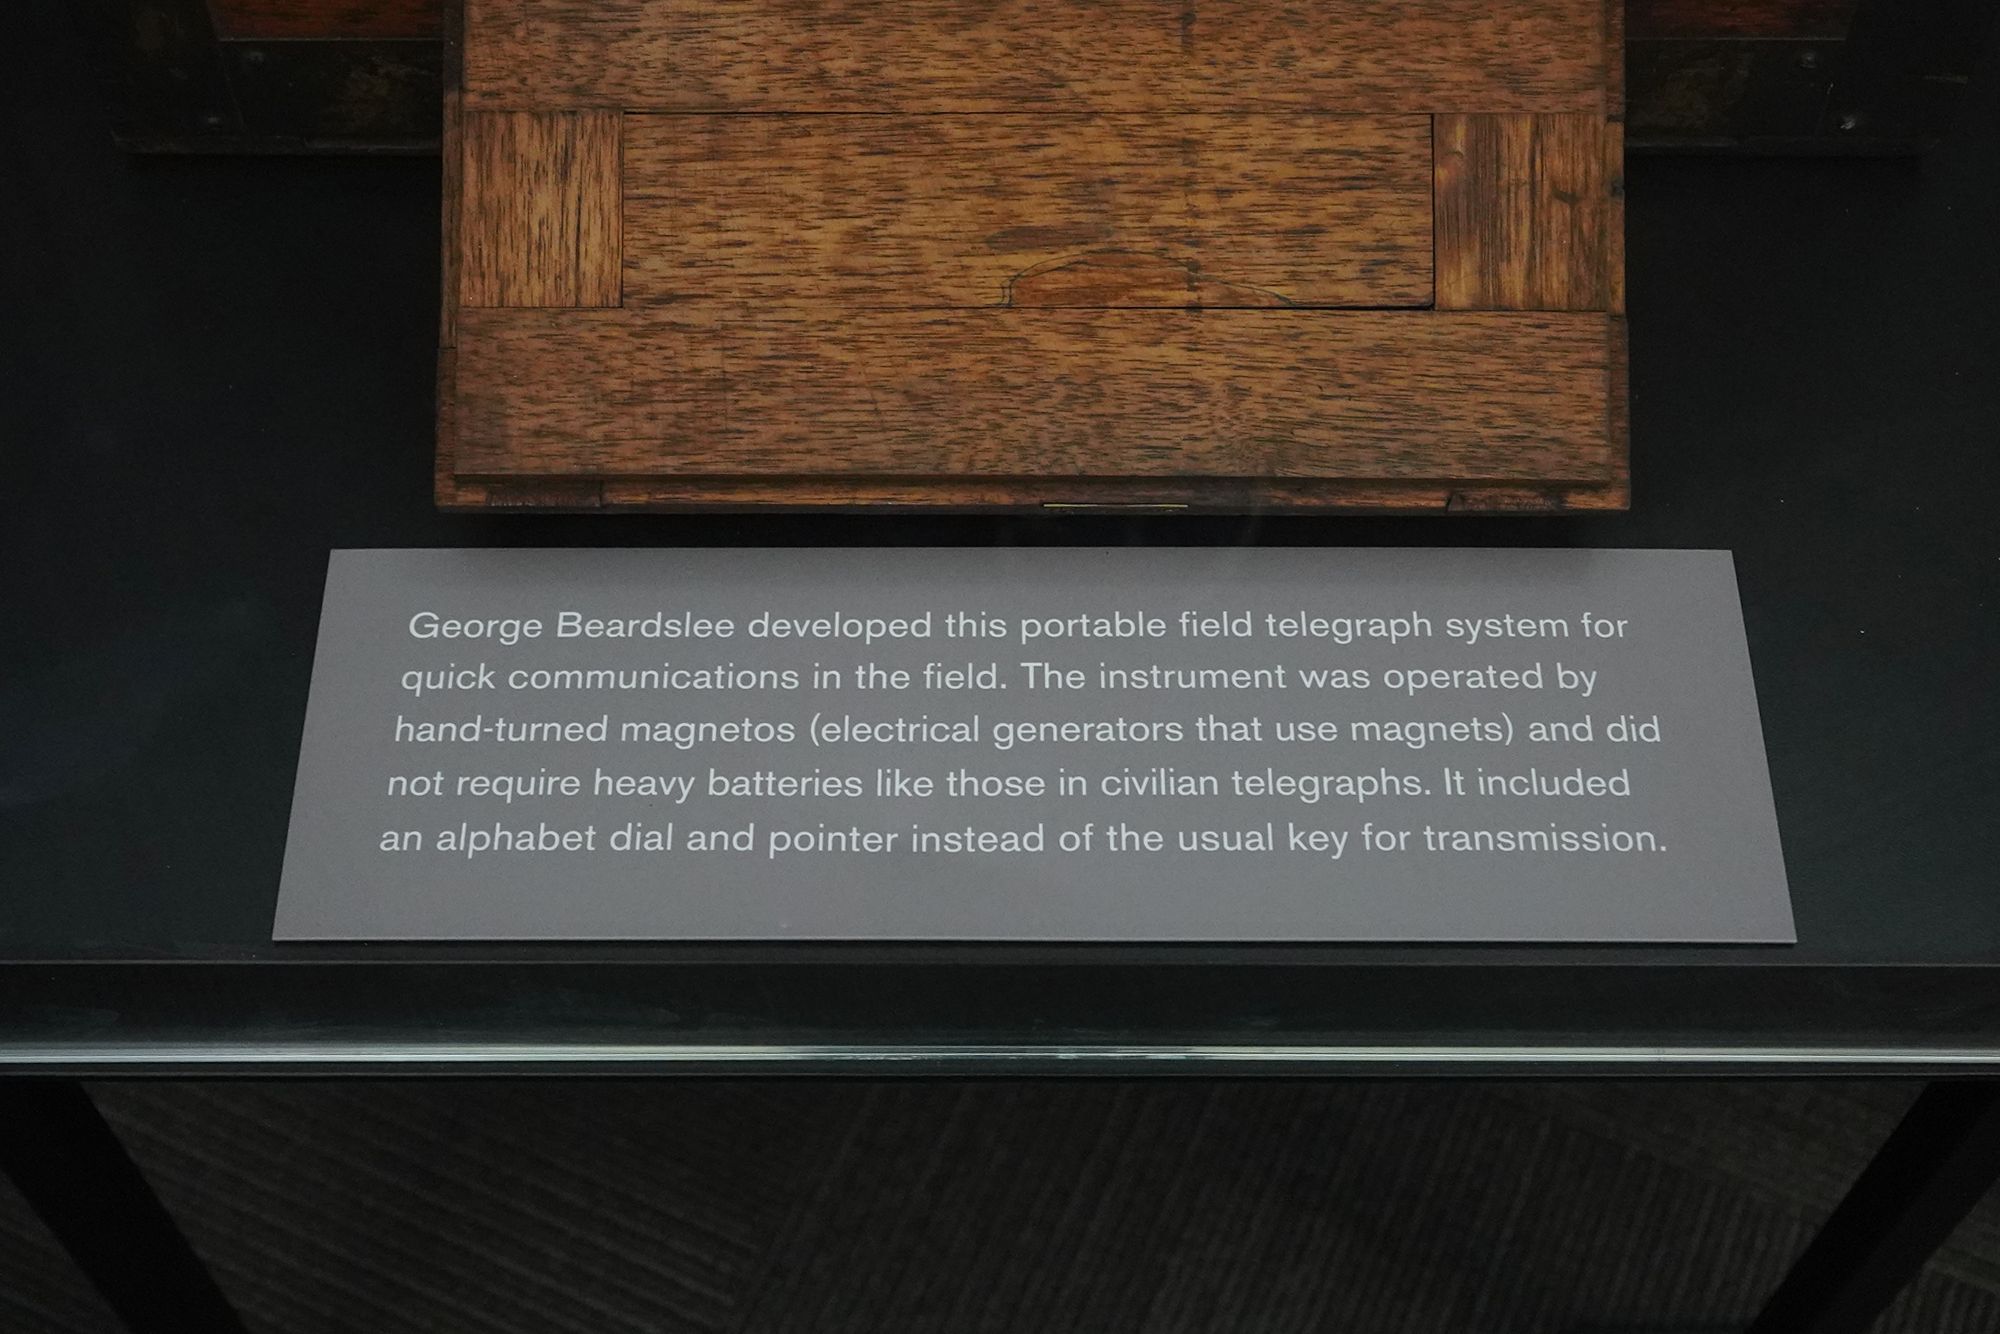 George Beardslee developed this portable field telegraph system for
quick communications in the field. The instrument was operated by
hand-turned magnetos (electrical generators that use magnets) and did
not require heavy batteries like those in civilian telegraphs. It included
an alphabet dial and pointer instead of the usual key for transmission.